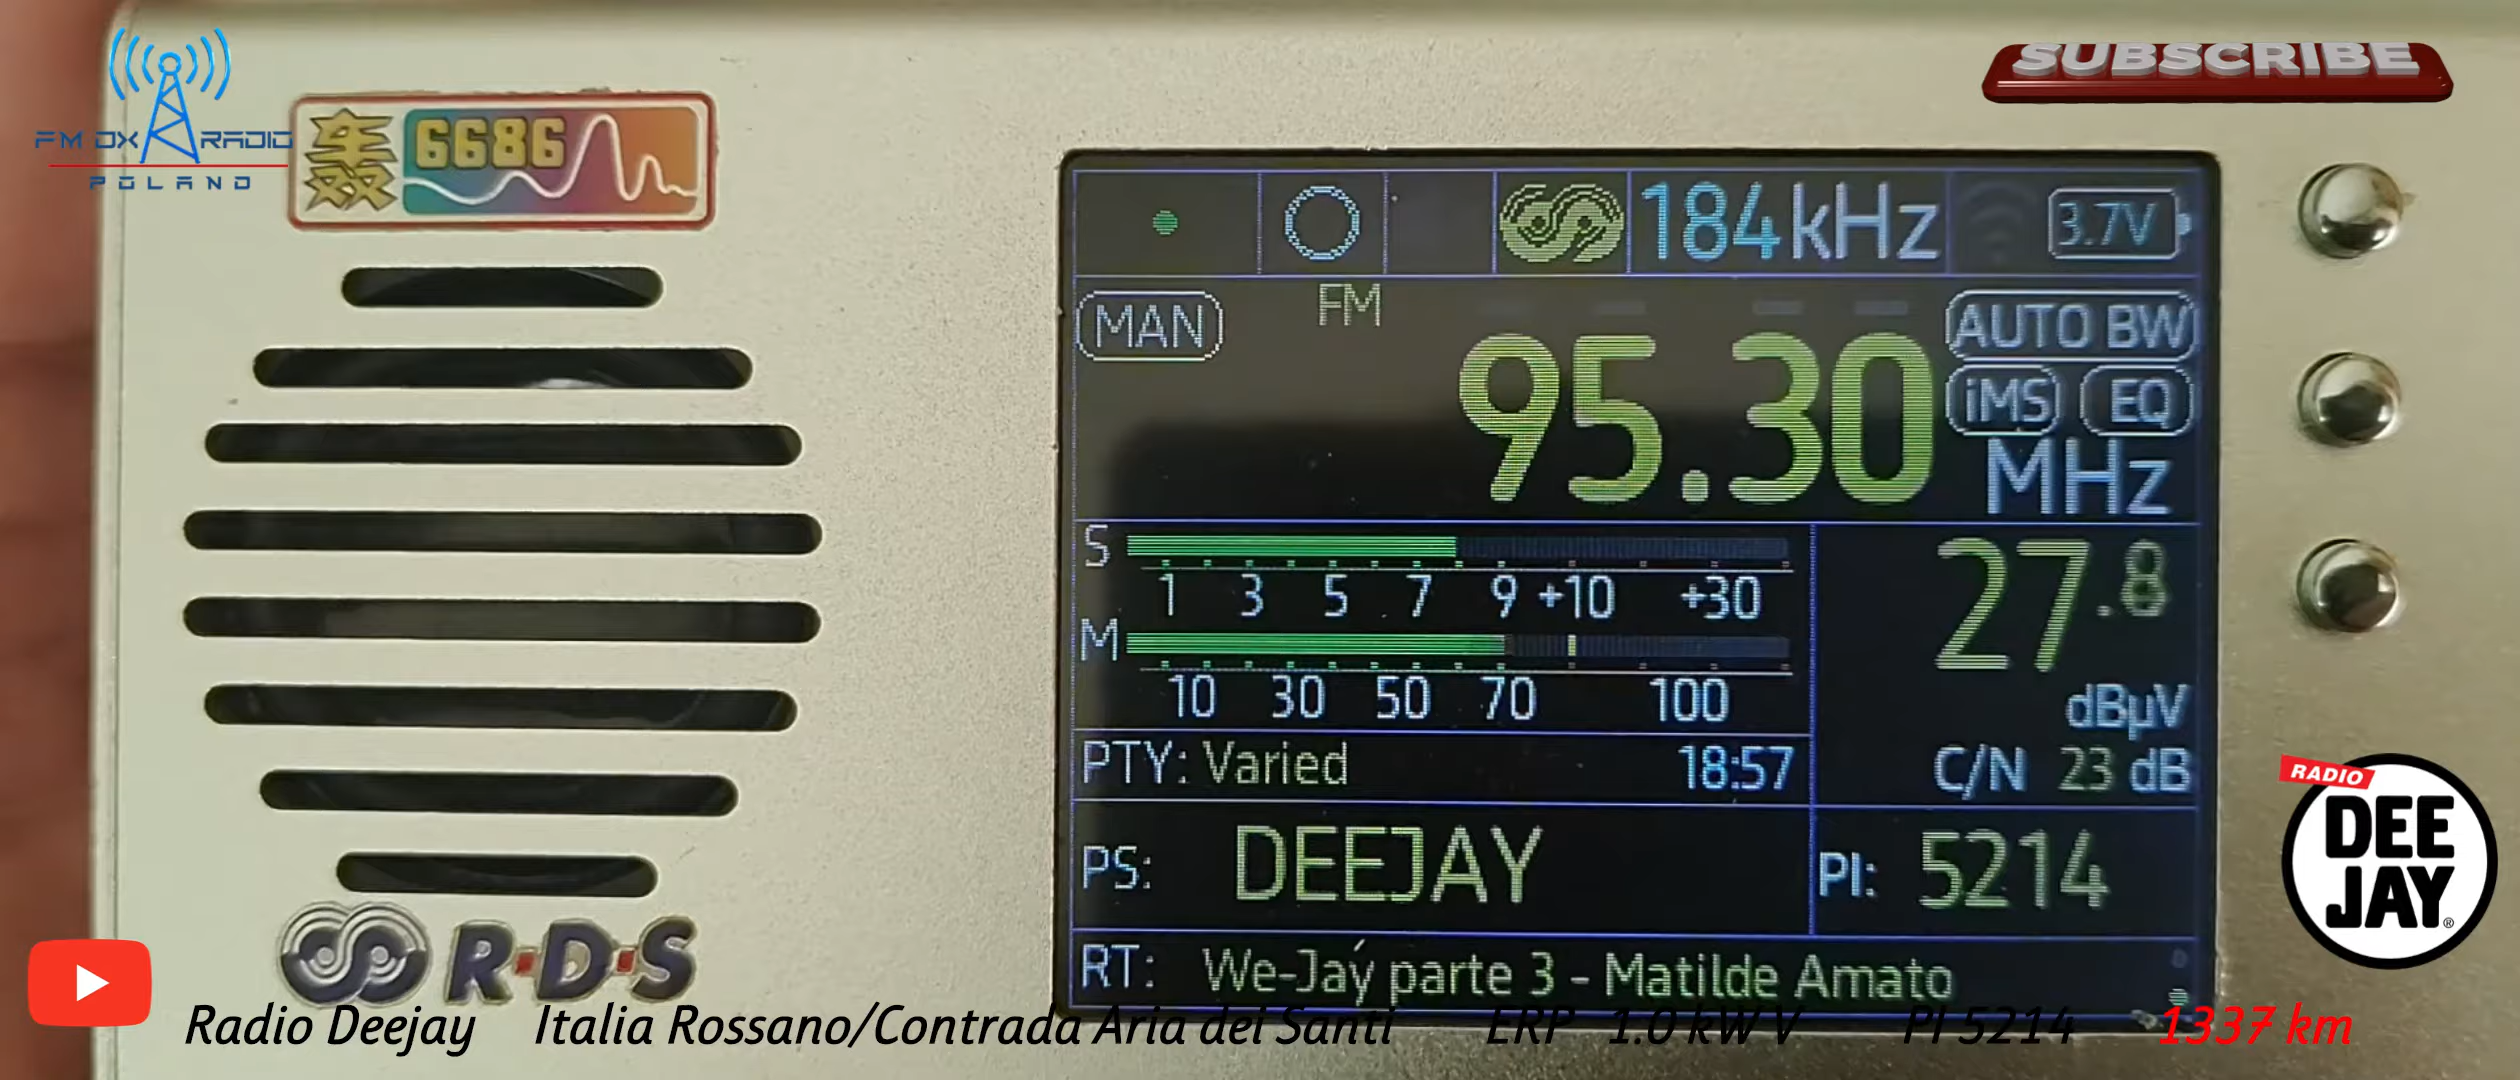 SUBSCRIBE
FM DX RADIO
POLAND
轰双
6686
184kHz
3.7V
MAN
FM
95.30
MHz
AUTO BW
iMS
EQ
S
1 3 5 7 9 +10 +30
M
10 30 50 70 100
27.8
dBµV
C/N 23 dB
PTY: Varied
18:57
PS: DEEJAY
PI: 5214
RT: We-Jaý parte 3 - Matilde Amato
R·D·S
RADIO
DEE
JAY®
Radio Deejay Italia Rossano/Contrada Aria dei Santi ERP 1.0 kW V PI 5214 1337 km